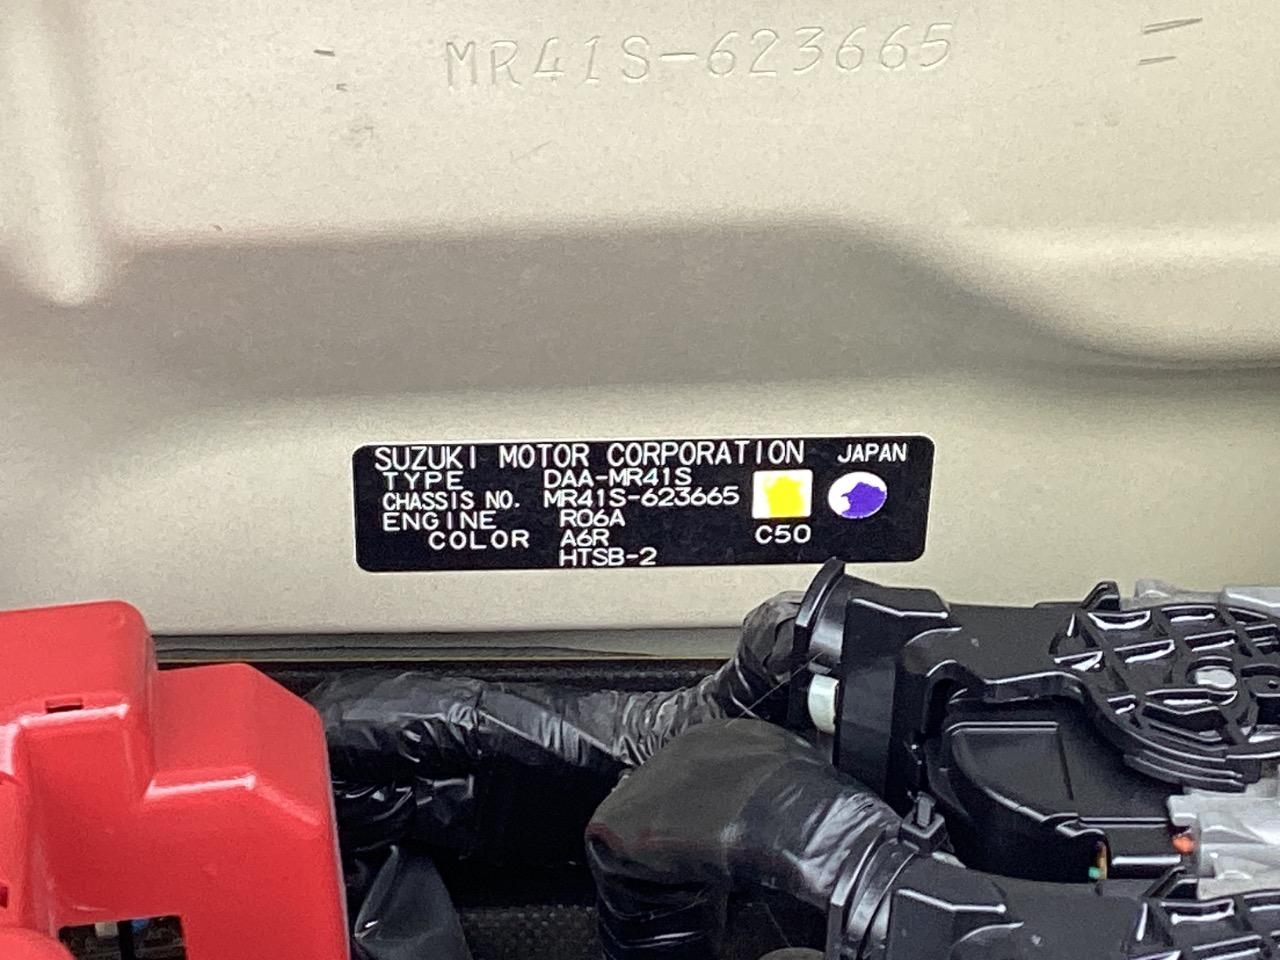 MR41S-623665
SUZUKI MOTOR CORPORATION JAPAN
TYPE DAA-MR41S
CHASSIS NO. MR41S-623665
ENGINE R06A
COLOR A6R C50
HTSB-2